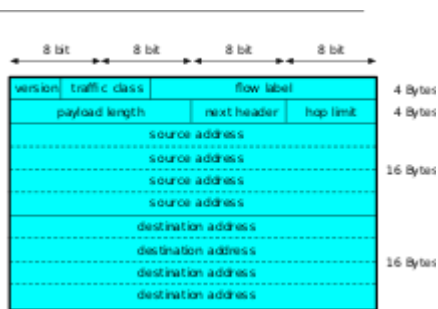 8 bit 8 bit 8 bit 8 bit
version traffic class flow label 4 Bytes
payload length next header hop limit 4 Bytes
source address
source address
16 Bytes
source address
source address
destination address
destination address
16 Bytes
destination address
destination address